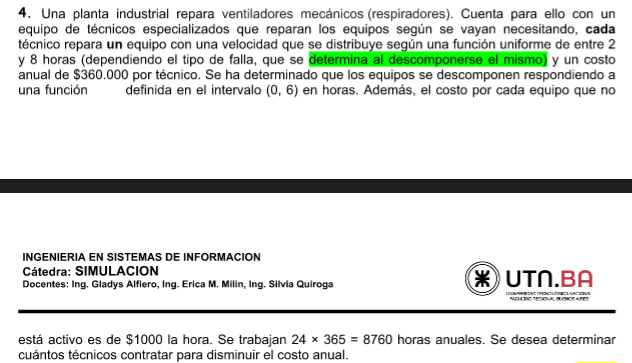 4. Una planta industrial repara ventiladores mecánicos (respiradores). Cuenta para ello con un
equipo de técnicos especializados que reparan los equipos según se vayan necesitando, cada
técnico repara un equipo con una velocidad que se distribuye según una función uniforme de entre 2
y 8 horas (dependiendo el tipo de falla, que se determina al descomponerse el mismo) y un costo
anual de $360.000 por técnico. Se ha determinado que los equipos se descomponen respondiendo a
una función definida en el intervalo (0, 6) en horas. Además, el costo por cada equipo que no
INGENIERIA EN SISTEMAS DE INFORMACION
Cátedra: SIMULACION
Docentes: Ing. Gladys Alfiero, Ing. Erica M. Milin, Ing. Silvia Quiroga
UTN.BA
UNIVERSIDAD TECNOLÓGICA NACIONAL
FACULTAD REGIONAL BUENOS AIRES
está activo es de $1000 la hora. Se trabajan 24 × 365 = 8760 horas anuales. Se desea determinar
cuántos técnicos contratar para disminuir el costo anual.